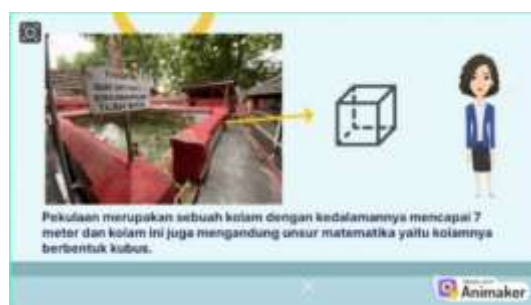 Pekulaan merupakan sebuah kolam dengan kedalamannya mencapai 7
meter dan kolam ini juga mengandung unsur matematika yaitu kolamnya
berbentuk kubus.
Animaker